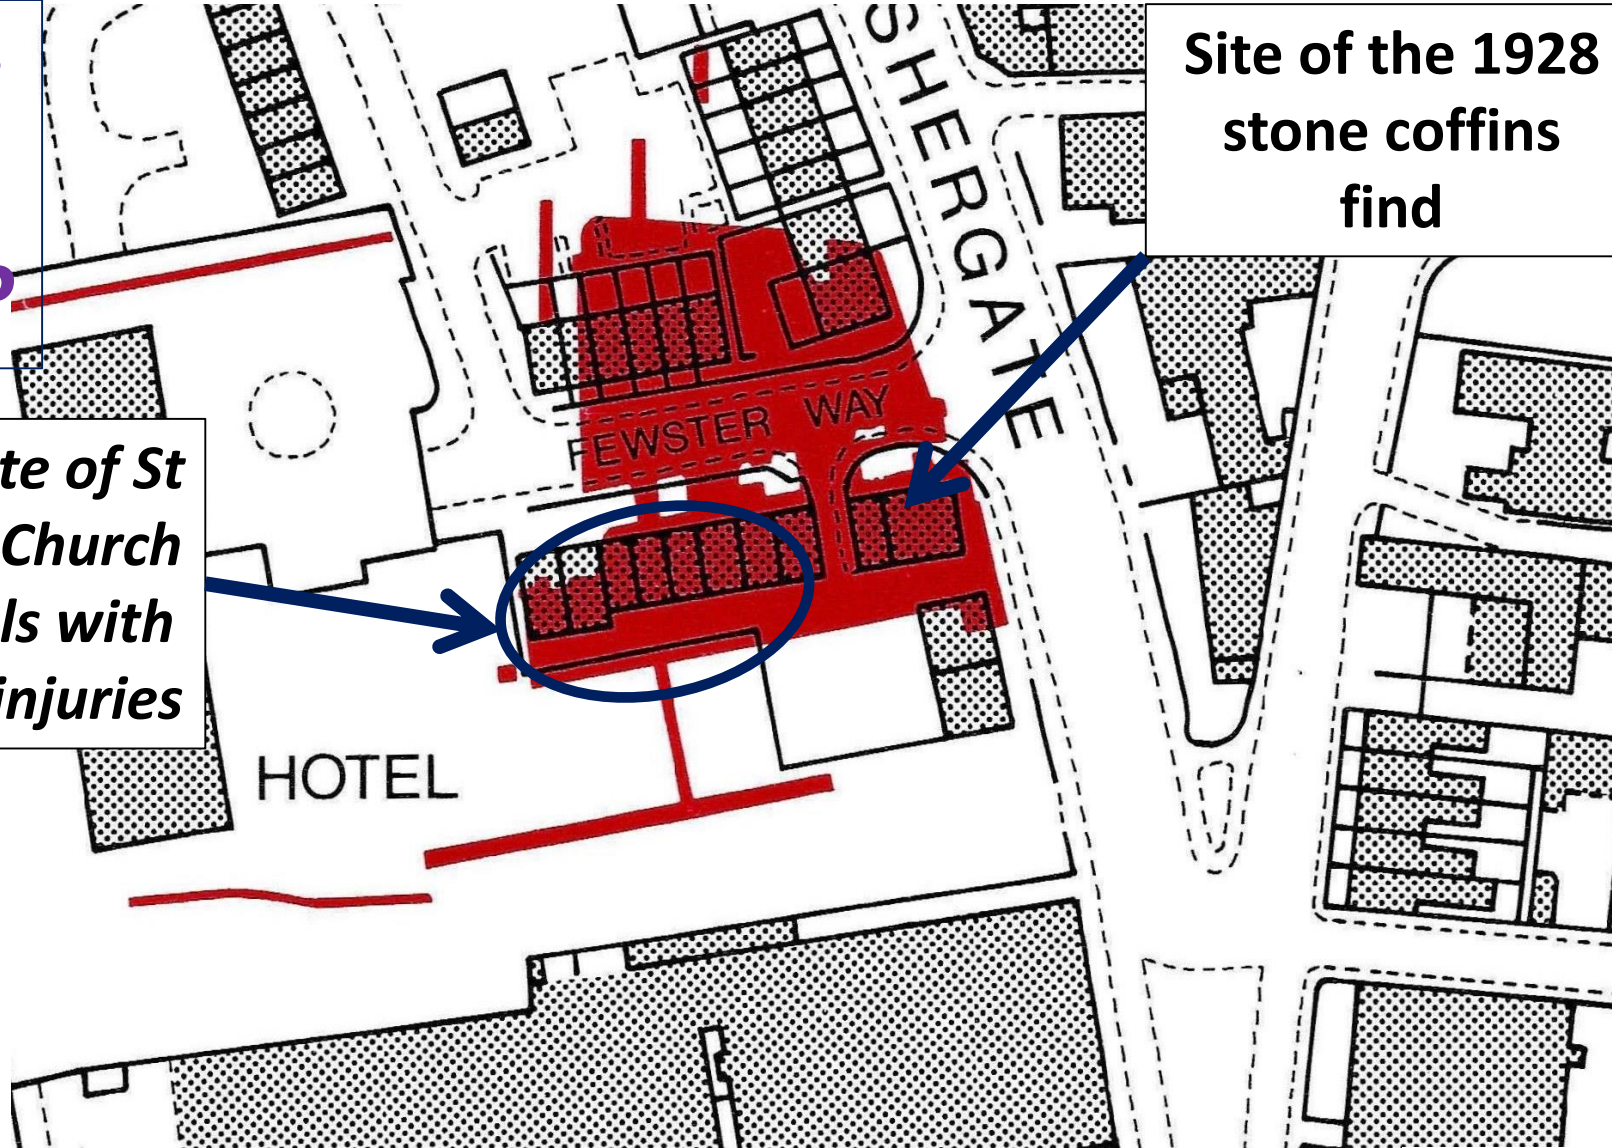 Site of the 1928
stone coffins
find
SHERGATE
FEWSTER WAY
te of St
Church
ls with
injuries
HOTEL